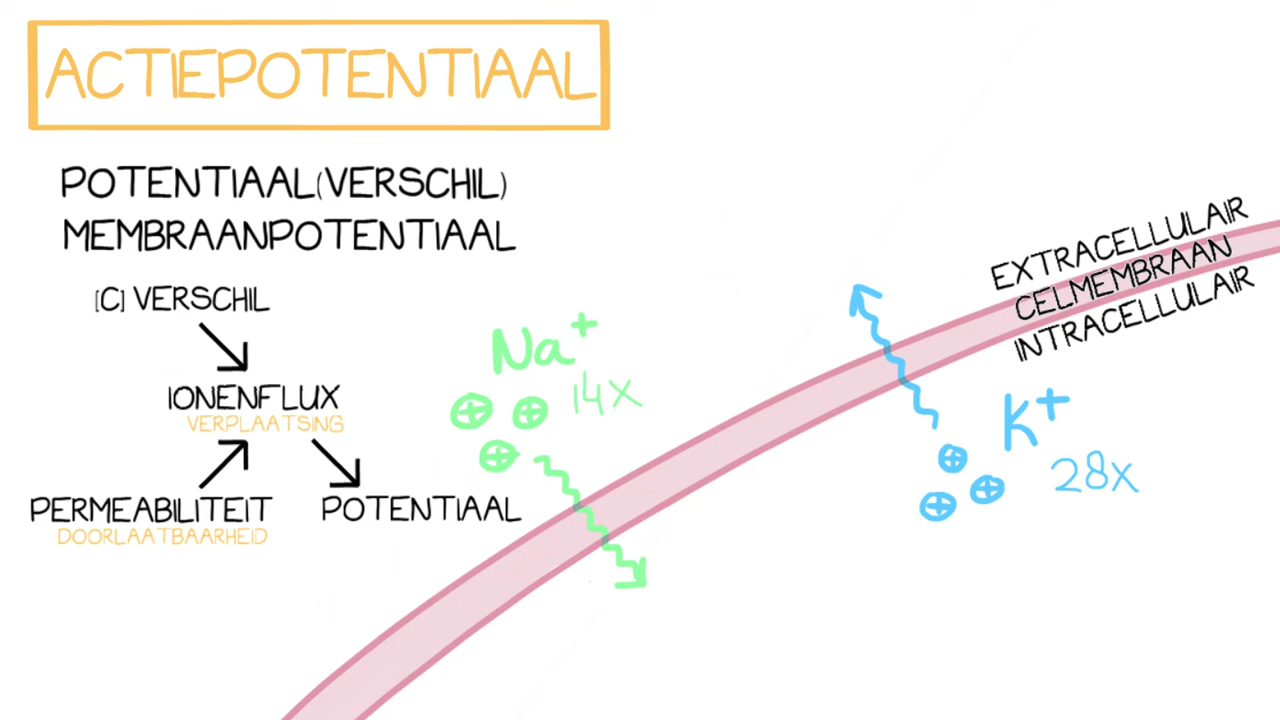 ACTIEPOTENTIAAL
POTENTIAAL(VERSCHIL)
MEMBRAANPOTENTIAAL
[C] VERSCHIL
IONENFLUX
VERPLAATSING
PERMEABILITEIT
DOORLAATBAARHEID
POTENTIAAL
Na+
14x
EXTRACELLULAIR
CELMEMBRAAN
INTRACELLULAIR
K+
28x